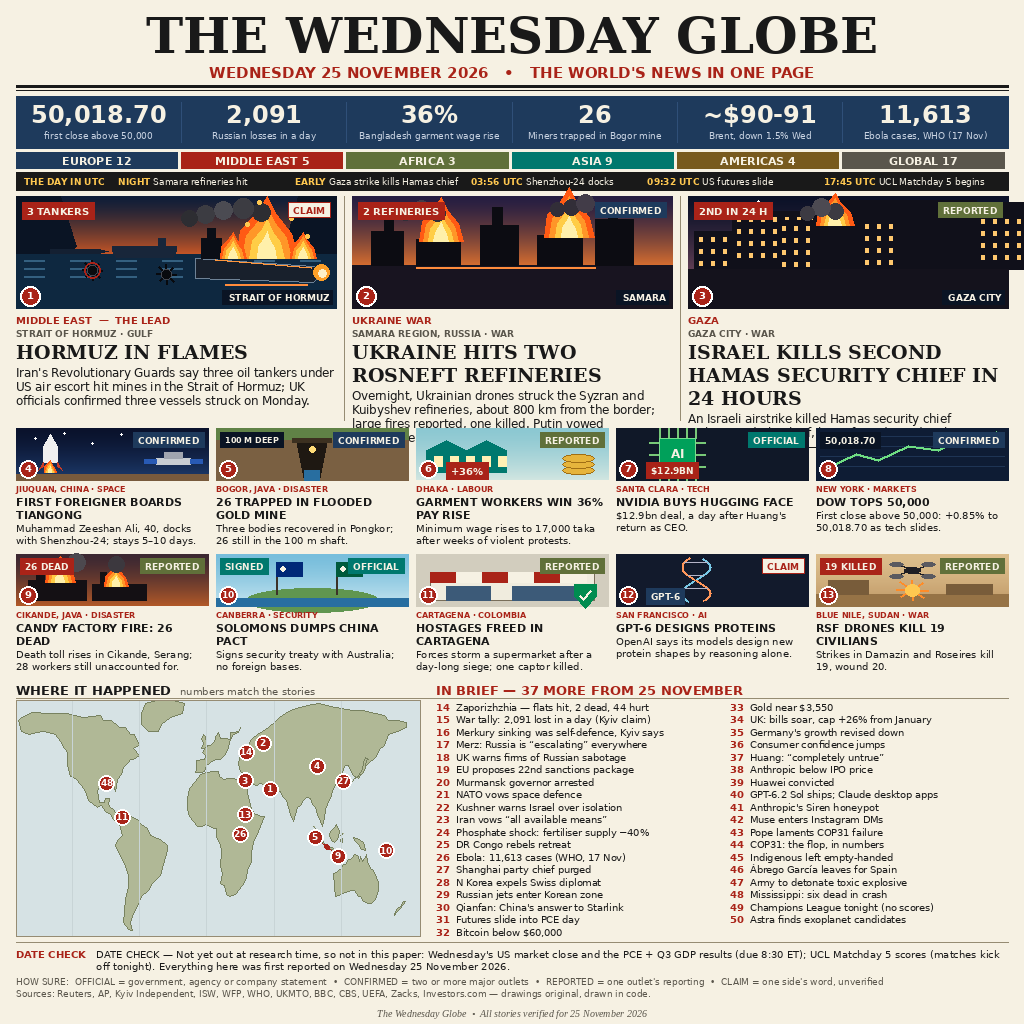 THE WEDNESDAY GLOBE
WEDNESDAY 25 NOVEMBER 2026 • THE WORLD'S NEWS IN ONE PAGE
50,018.70
first close above 50,000
2,091
Russian losses in a day
36%
Bangladesh garment wage rise
26
Miners trapped in Bogor mine
~$90-91
Brent, down 1.5% Wed
11,613
Ebola cases, WHO (17 Nov)
EUROPE 12
MIDDLE EAST 5
AFRICA 3
ASIA 9
AMERICAS 4
GLOBAL 17
THE DAY IN UTC NIGHT Samara refineries hit EARLY Gaza strike kills Hamas chief 03:56 UTC Shenzhou-24 docks 09:32 UTC US futures slide 17:45 UTC UCL Matchday 5 begins
3 TANKERS
CLAIM
1
STRAIT OF HORMUZ
MIDDLE EAST — THE LEAD
STRAIT OF HORMUZ · GULF
HORMUZ IN FLAMES
Iran's Revolutionary Guards say three oil tankers under
US air escort hit mines in the Strait of Hormuz; UK
officials confirmed three vessels struck on Monday.
2 REFINERIES
CONFIRMED
2
SAMARA
UKRAINE WAR
SAMARA REGION, RUSSIA · WAR
UKRAINE HITS TWO
ROSNEFT REFINERIES
Overnight, Ukrainian drones struck the Syzran and
Kuibyshev refineries, about 800 km from the border;
large fires reported, one killed. Putin vowed
2ND IN 24 H
REPORTED
3
GAZA CITY
GAZA
GAZA CITY · WAR
ISRAEL KILLS SECOND
HAMAS SECURITY CHIEF IN
24 HOURS
An Israeli airstrike killed Hamas security chief
CONFIRMED
4
JIUQUAN, CHINA · SPACE
FIRST FOREIGNER BOARDS
TIANGONG
Muhammad Zeeshan Ali, 40, docks
with Shenzhou-24; stays 5–10 days.
100 M DEEP
CONFIRMED
5
BOGOR, JAVA · DISASTER
26 TRAPPED IN FLOODED
GOLD MINE
Three bodies recovered in Pongkor;
26 still in the 100 m shaft.
REPORTED
6
+36%
DHAKA · LABOUR
GARMENT WORKERS WIN 36%
PAY RISE
Minimum wage rises to 17,000 taka
after weeks of violent protests.
OFFICIAL
AI
7
$12.9BN
SANTA CLARA · TECH
NVIDIA BUYS HUGGING FACE
$12.9bn deal, a day after Huang's
return as CEO.
50,018.70
CONFIRMED
8
NEW YORK · MARKETS
DOW TOPS 50,000
First close above 50,000: +0.85% to
50,018.70 as tech slides.
26 DEAD
REPORTED
9
CIKANDE, JAVA · DISASTER
CANDY FACTORY FIRE: 26
DEAD
Death toll rises in Cikande, Serang;
28 workers still unaccounted for.
SIGNED
OFFICIAL
10
CANBERRA · SECURITY
SOLOMONS DUMPS CHINA
PACT
Signs security treaty with Australia;
no foreign bases.
REPORTED
11
CARTAGENA · COLOMBIA
HOSTAGES FREED IN
CARTAGENA
Forces storm a supermarket after a
day-long siege; one captor killed.
CLAIM
12
GPT-6
SAN FRANCISCO · AI
GPT-6 DESIGNS PROTEINS
OpenAI says its models design new
protein shapes by reasoning alone.
19 KILLED
REPORTED
13
BLUE NILE, SUDAN · WAR
RSF DRONES KILL 19
CIVILIANS
Strikes in Damazin and Roseires kill
19, wound 20.
WHERE IT HAPPENED numbers match the stories
2
14
4
48
3
27
1
11
13
26
5
9
10
IN BRIEF — 37 MORE FROM 25 NOVEMBER
14 Zaporizhzhia — flats hit, 2 dead, 44 hurt
15 War tally: 2,091 lost in a day (Kyiv claim)
16 Merkury sinking was self-defence, Kyiv says
17 Merz: Russia is “escalating” everywhere
18 UK warns firms of Russian sabotage
19 EU proposes 22nd sanctions package
20 Murmansk governor arrested
21 NATO vows space defence
22 Kushner warns Israel over isolation
23 Iran vows “all available means”
24 Phosphate shock: fertiliser supply −40%
25 DR Congo rebels retreat
26 Ebola: 11,613 cases (WHO, 17 Nov)
27 Shanghai party chief purged
28 N Korea expels Swiss diplomat
29 Russian jets enter Korean zone
30 Qianfan: China's answer to Starlink
31 Futures slide into PCE day
32 Bitcoin below $60,000
33 Gold near $3,550
34 UK: bills soar, cap +26% from January
35 Germany's growth revised down
36 Consumer confidence jumps
37 Huang: “completely untrue”
38 Anthropic below IPO price
39 Huawei convicted
40 GPT-6.2 Sol ships; Claude desktop apps
41 Anthropic's Siren honeypot
42 Muse enters Instagram DMs
43 Pope laments COP31 failure
44 COP31: the flop, in numbers
45 Indigenous left empty-handed
46 Ábrego García leaves for Spain
47 Army to detonate toxic explosive
48 Mississippi: six dead in crash
49 Champions League tonight (no scores)
50 Astra finds exoplanet candidates
DATE CHECK DATE CHECK — Not yet out at research time, so not in this paper: Wednesday's US market close and the PCE + Q3 GDP results (due 8:30 ET); UCL Matchday 5 scores (matches kick
off tonight). Everything here was first reported on Wednesday 25 November 2026.
HOW SURE: OFFICIAL = government, agency or company statement • CONFIRMED = two or more major outlets • REPORTED = one outlet's reporting • CLAIM = one side's word, unverified
Sources: Reuters, AP, Kyiv Independent, ISW, WFP, WHO, UKMTO, BBC, CBS, UEFA, Zacks, Investors.com — drawings original, drawn in code.
The Wednesday Globe • All stories verified for 25 November 2026